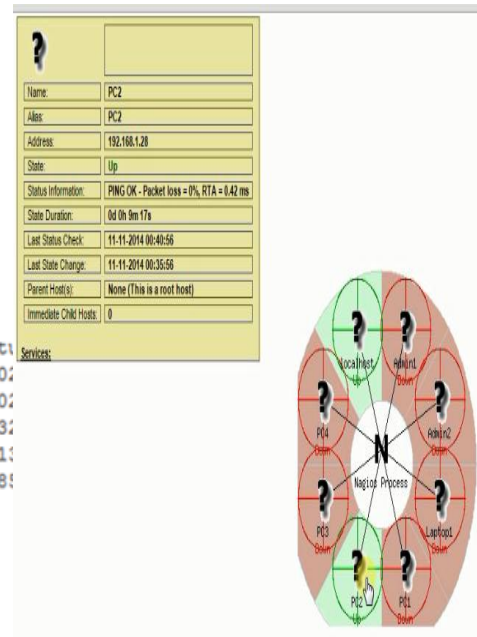 Name: PC2
Alias: PC2
Address: 192.168.1.28
State: Up
Status Information: PING OK - Packet loss = 0%, RTA = 0.42 ms
State Duration: 0d 0h 9m 17s
Last Status Check: 11-11-2014 00:40:56
Last State Change: 11-11-2014 00:35:56
Parent Host(s): None (This is a root host)
Immediate Child Hosts: 0
Services:
localhost
Up
Admin1
Down
PC4
Down
Admin2
Down
N
Nagios Process
PC3
Down
Laptop1
Down
PC2
Up
PC1
Down